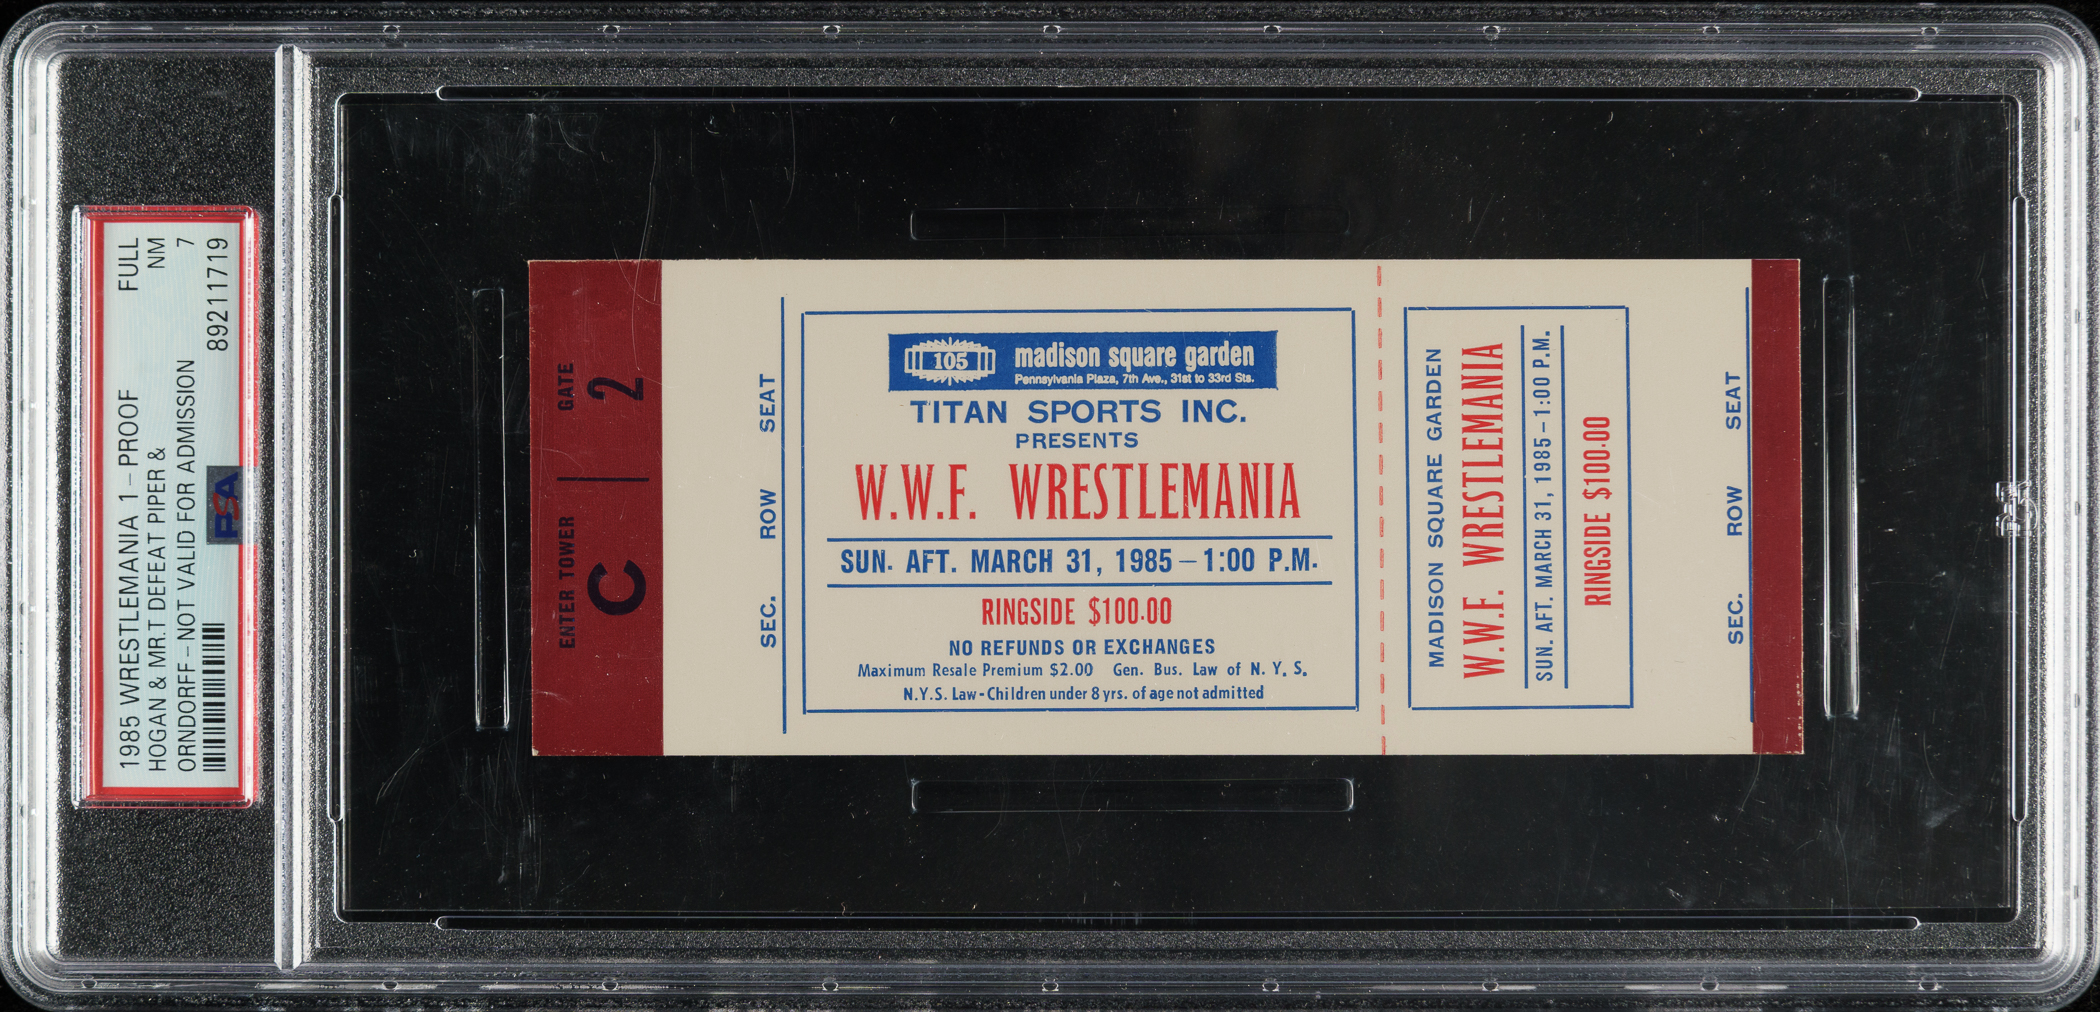 1985 WRESTLEMANIA 1 - PROOF FULL
HOGAN & MR.T DEFEAT PIPER & NM
ORNDORFF - NOT VALID FOR ADMISSION 7
PSA 89211719
ENTER TOWER GATE
C 2
SEC. ROW SEAT
105 madison square garden
Pennsylvania Plaza, 7th Ave., 31st to 33rd Sts.
TITAN SPORTS INC.
PRESENTS
W.W.F. WRESTLEMANIA
SUN. AFT. MARCH 31, 1985 – 1:00 P.M.
RINGSIDE $100.00
NO REFUNDS OR EXCHANGES
Maximum Resale Premium $2.00 Gen. Bus. Law of N. Y. S.
N.Y.S. Law - Children under 8 yrs. of age not admitted
MADISON SQUARE GARDEN
W.W.F. WRESTLEMANIA
SUN. AFT. MARCH 31, 1985 – 1:00 P.M.
RINGSIDE $100.00
SEC. ROW SEAT
PSA